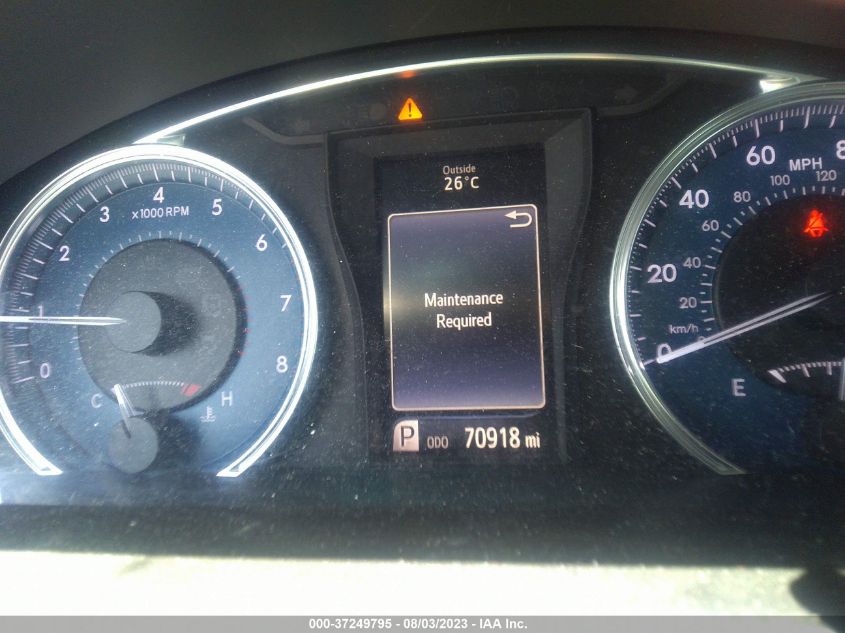 Outside
26°C
Maintenance
Required
P ODO 70918 mi
0 1 2 3 4 5 6 7 8
x1000 RPM
C H
0 20 40 60 8
MPH
20 40 60 80 100 120
km/h
E
000-37249795 - 08/03/2023 - IAA Inc.